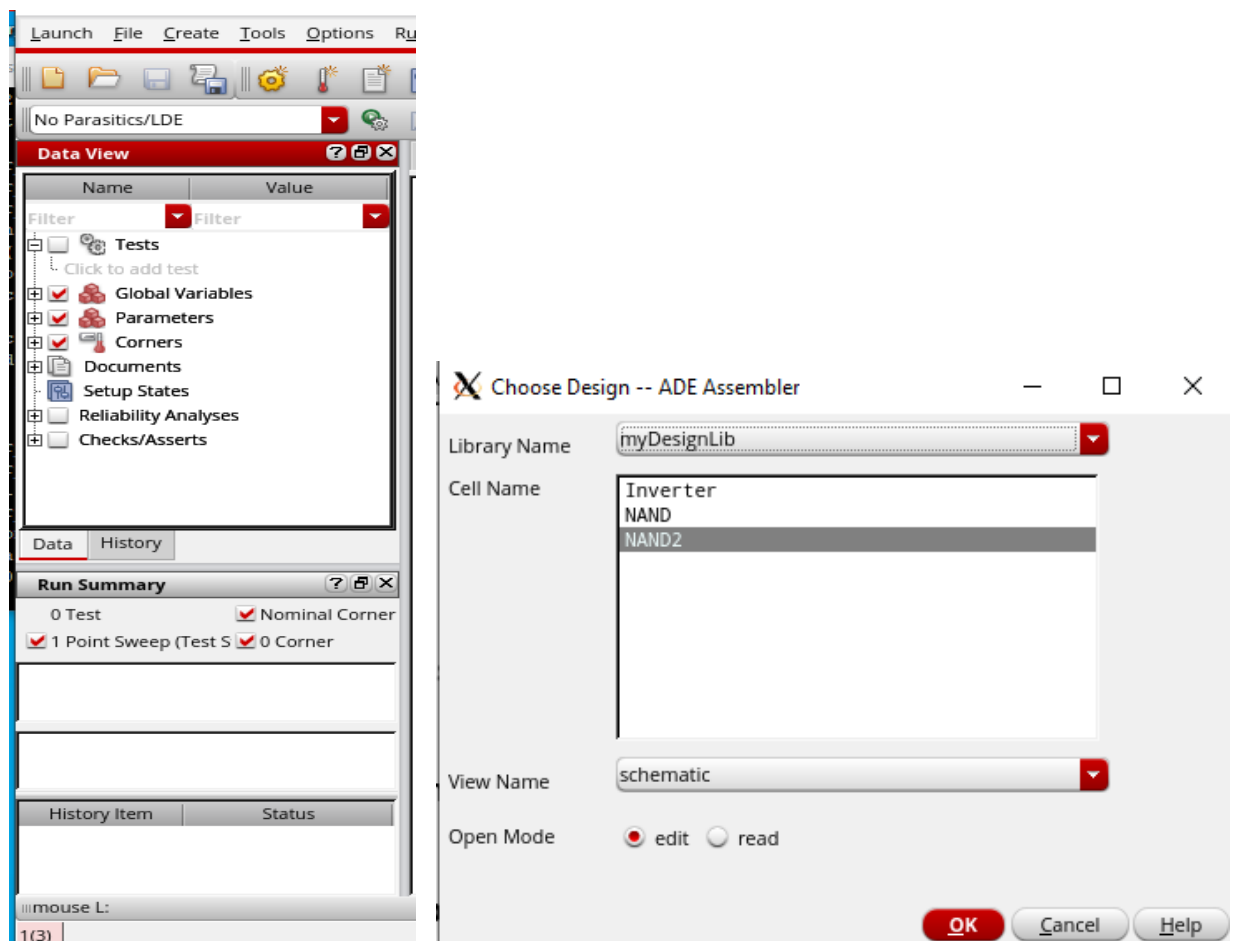 Launch File Create Tools Options Ru
No Parasitics/LDE
Data View
Name Value
Filter Filter
Tests
Click to add test
Global Variables
Parameters
Corners
Documents
Setup States
Reliability Analyses
Checks/Asserts
Data History
Run Summary
0 Test Nominal Corner
1 Point Sweep (Test S 0 Corner
History Item Status
mouse L:
1(3)
Choose Design -- ADE Assembler
Library Name myDesignLib
Cell Name Inverter
NAND
NAND2
View Name schematic
Open Mode edit read
OK Cancel Help